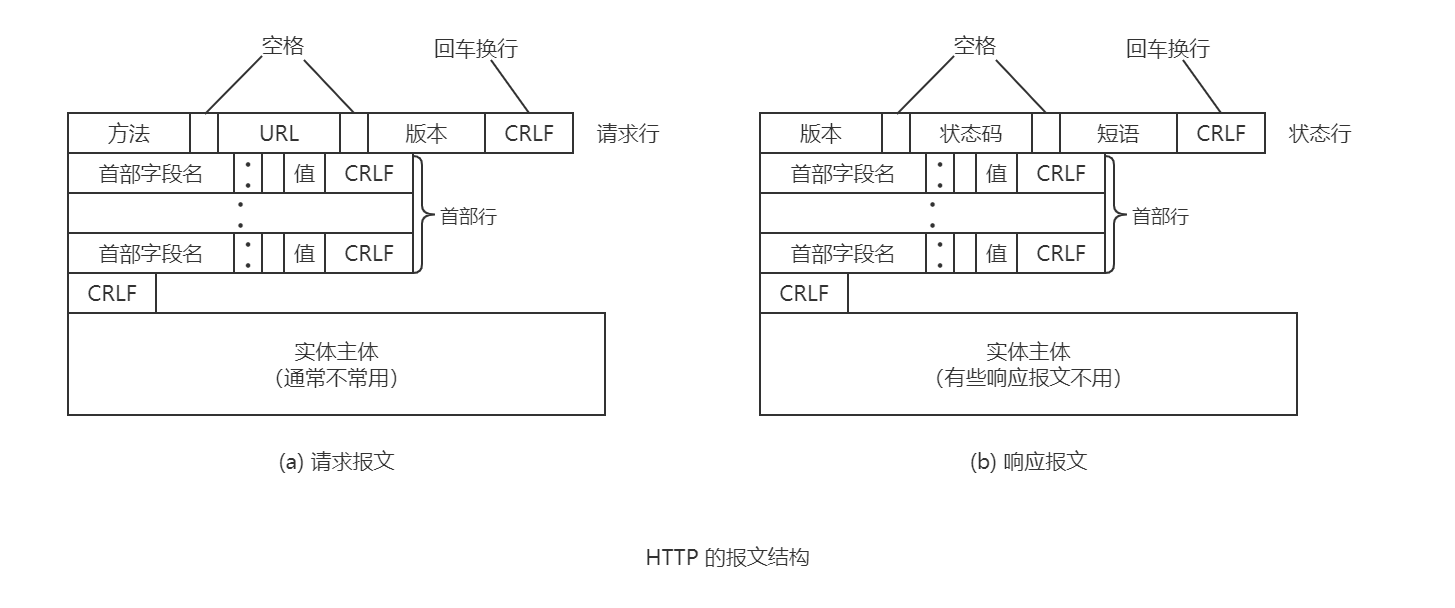 空格 回车换行
方法 URL 版本 CRLF 请求行
首部字段名 : 值 CRLF
:
首部行
首部字段名 : 值 CRLF
CRLF
实体主体
（通常不常用）
(a) 请求报文
空格 回车换行
版本 状态码 短语 CRLF 状态行
首部字段名 : 值 CRLF
:
首部行
首部字段名 : 值 CRLF
CRLF
实体主体
（有些响应报文不用）
(b) 响应报文
HTTP 的报文结构